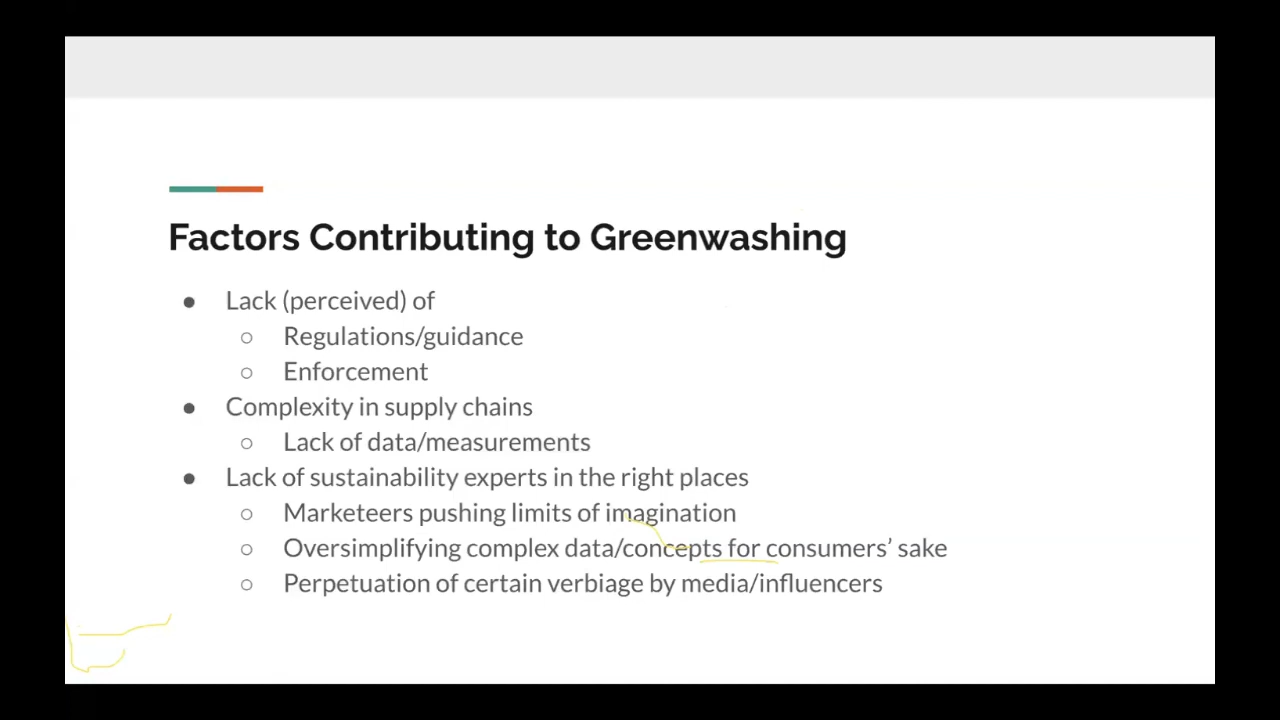 Factors Contributing to Greenwashing
● Lack (perceived) of
○ Regulations/guidance
○ Enforcement
● Complexity in supply chains
○ Lack of data/measurements
● Lack of sustainability experts in the right places
○ Marketeers pushing limits of imagination
○ Oversimplifying complex data/concepts for consumers’ sake
○ Perpetuation of certain verbiage by media/influencers